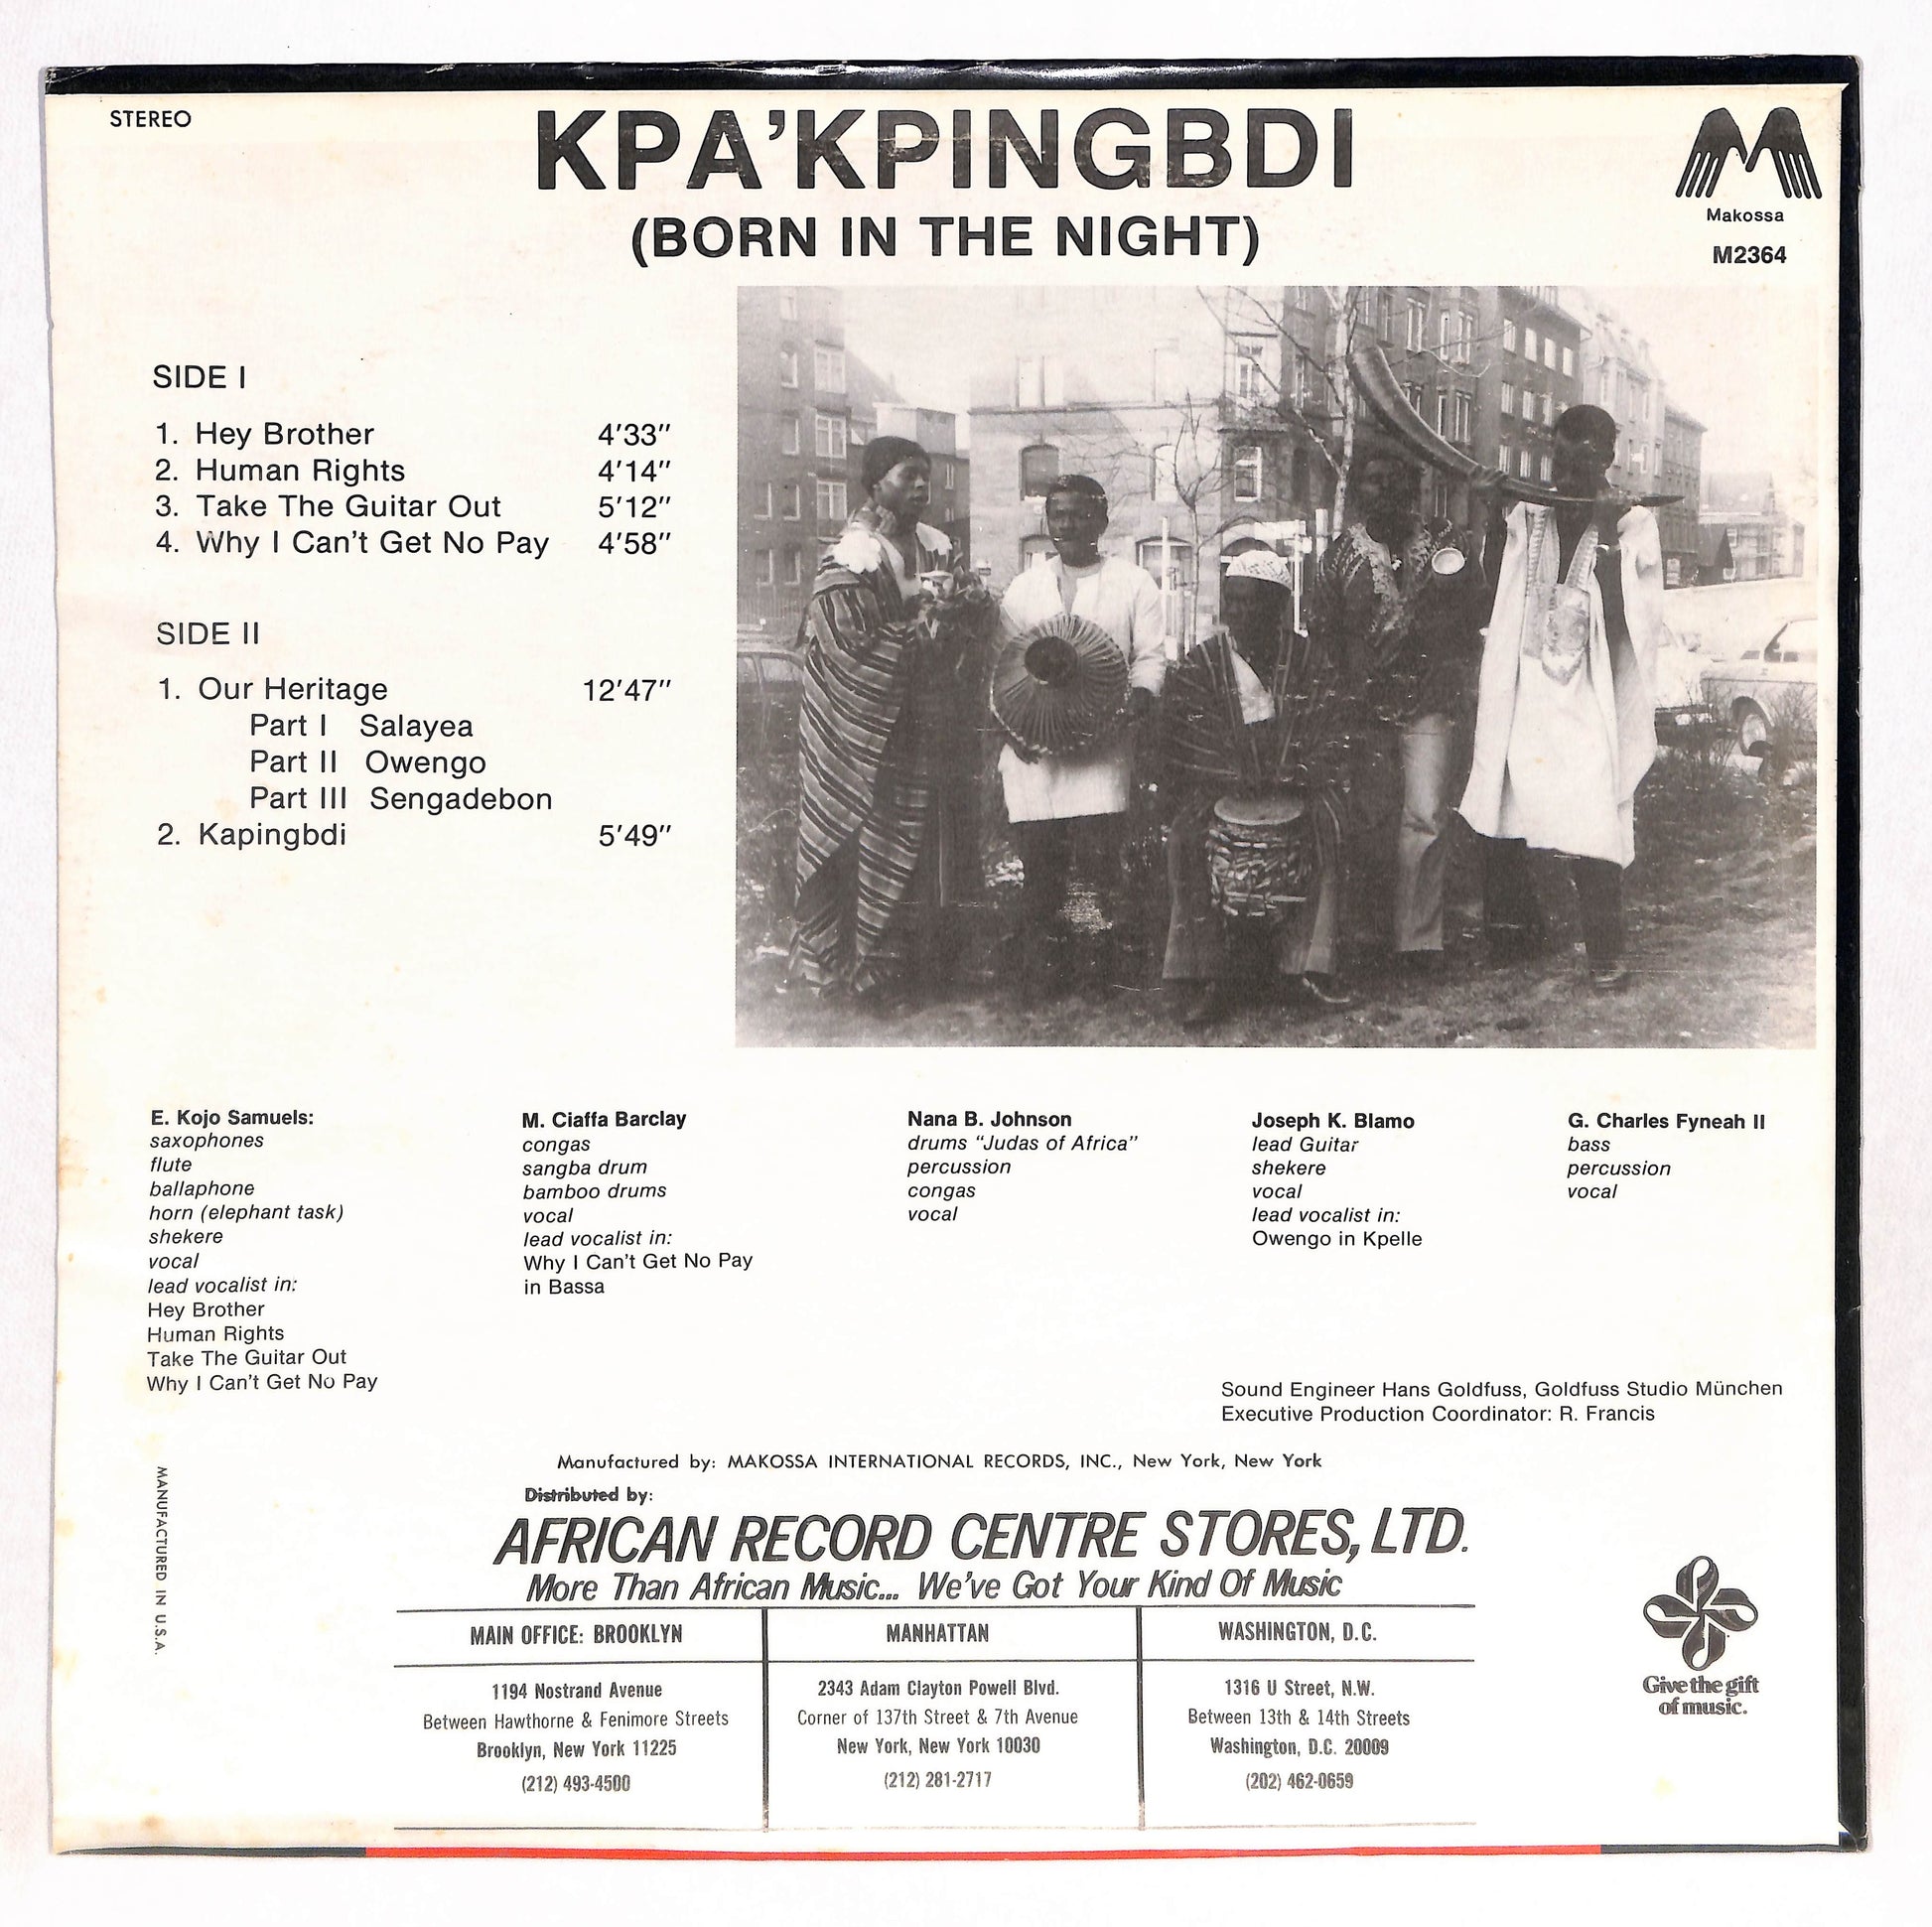 STEREO
KPA’KPINGBDI
(BORN IN THE NIGHT)
Makossa
M2364
SIDE I
1. Hey Brother 4’33”
2. Human Rights 4’14”
3. Take The Guitar Out 5’12”
4. Why I Can’t Get No Pay 4’58”
SIDE II
1. Our Heritage 12’47”
Part I Salayea
Part II Owengo
Part III Sengadebon
2. Kapingbdi 5’49”
E. Kojo Samuels:
saxophones
flute
ballaphone
horn (elephant task)
shekere
vocal
lead vocalist in:
Hey Brother
Human Rights
Take The Guitar Out
Why I Can’t Get No Pay
M. Ciaffa Barclay
congas
sangba drum
bamboo drums
vocal
lead vocalist in:
Why I Can’t Get No Pay
in Bassa
Nana B. Johnson
drums “Judas of Africa”
percussion
congas
vocal
Joseph K. Blamo
lead Guitar
shekere
vocal
lead vocalist in:
Owengo in Kpelle
G. Charles Fyneah II
bass
percussion
vocal
Sound Engineer Hans Goldfuss, Goldfuss Studio München
Executive Production Coordinator: R. Francis
MANUFACTURED IN U.S.A.
Manufactured by: MAKOSSA INTERNATIONAL RECORDS, INC., New York, New York
Distributed by:
AFRICAN RECORD CENTRE STORES, LTD.
More Than African Music... We’ve Got Your Kind Of Music
MAIN OFFICE: BROOKLYN
1194 Nostrand Avenue
Between Hawthorne & Fenimore Streets
Brooklyn, New York 11225
(212) 493-4500
MANHATTAN
2343 Adam Clayton Powell Blvd.
Corner of 137th Street & 7th Avenue
New York, New York 10030
(212) 281-2717
WASHINGTON, D.C.
1316 U Street, N.W.
Between 13th & 14th Streets
Washington, D.C. 20009
(202) 462-0659
Give the gift
of music.